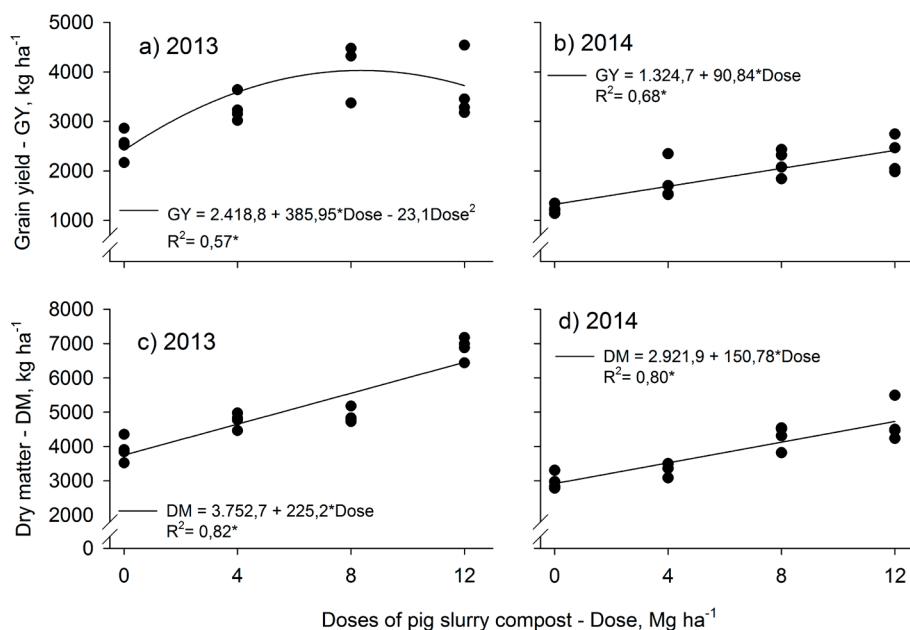 Grain yield - GY, kg ha⁻¹
5000
4000
3000
2000
1000
a) 2013
GY = 2.418,8 + 385,95*Dose - 23,1Dose²
R²= 0,57*
b) 2014
GY = 1.324,7 + 90,84*Dose
R²= 0,68*
Dry matter - DM, kg ha⁻¹
8000
7000
6000
5000
4000
3000
2000
0
c) 2013
DM = 3.752,7 + 225,2*Dose
R²= 0,82*
d) 2014
DM = 2.921,9 + 150,78*Dose
R²= 0,80*
0 4 8 12
0 4 8 12
Doses of pig slurry compost - Dose, Mg ha⁻¹